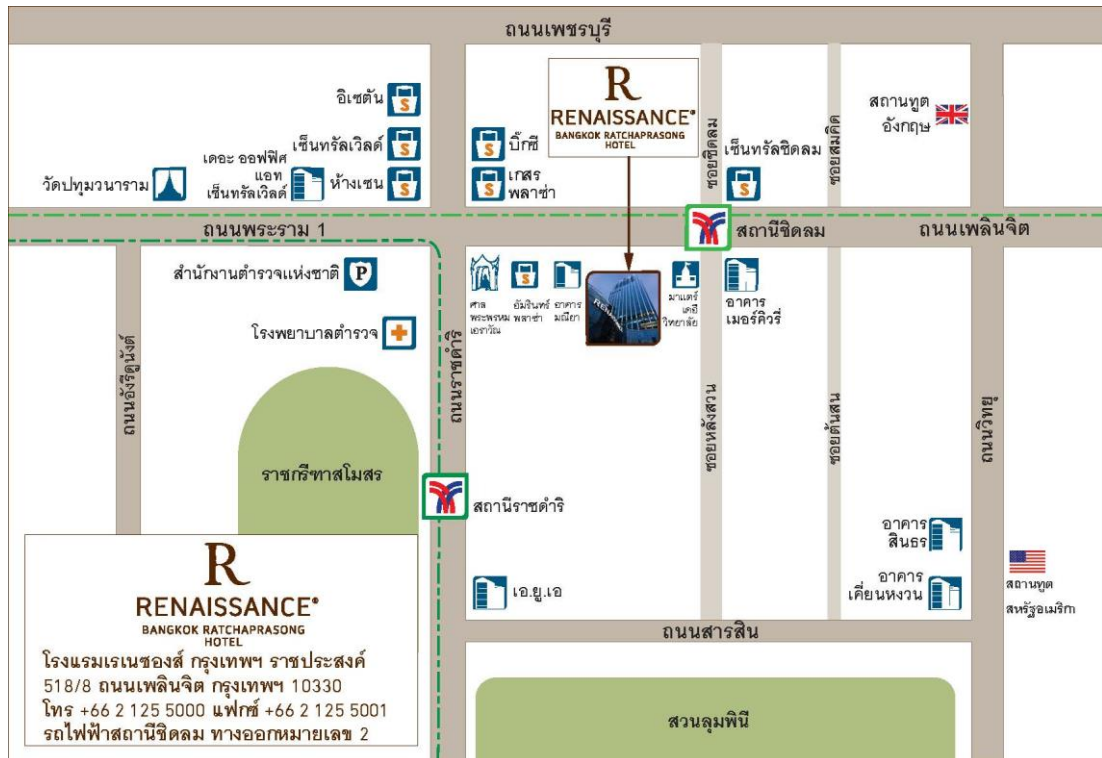 ถนนเพชรบุรี
อิเซตัน
เซ็นทรัลเวิลด์
เดอะ ออฟฟิศ
แอท
เซ็นทรัลเวิลด์
ห้างเซน
วัดปทุมวนาราม
R
RENAISSANCE®
BANGKOK RATCHAPRASONG
HOTEL
บิ๊กซี
เกสร
พลาซ่า
ซอยชิดลม
เซ็นทรัลชิดลม
ซอยสมคิด
สถานทูต
อังกฤษ
ถนนพระราม 1
สถานีชิดลม
ถนนเพลินจิต
สำนักงานตำรวจแห่งชาติ
P
โรงพยาบาลตำรวจ
ถนนอังรีดูนังต์
ถนนราชดำริ
ศาล
พระพรหม
เอราวัณ
อัมรินทร์
พลาซ่า
อาคาร
มณียา
มาแตร์
เดอี
วิทยาลัย
อาคาร
เมอร์คิวรี่
ซอยหลังสวน
ซอยต้นสน
ถนนวิทยุ
ราชกรีฑาสโมสร
สถานีราชดำริ
อาคาร
สินธร
อาคาร
เคี่ยนหงวน
สถานทูต
สหรัฐอเมริกา
เอ.ยู.เอ
ถนนสารสิน
สวนลุมพินี
R
RENAISSANCE®
BANGKOK RATCHAPRASONG
HOTEL
โรงแรมเรเนซองส์ กรุงเทพฯ ราชประสงค์
518/8 ถนนเพลินจิต กรุงเทพฯ 10330
โทร +66 2 125 5000 แฟกซ์ +66 2 125 5001
รถไฟฟ้าสถานีชิดลม ทางออกหมายเลข 2